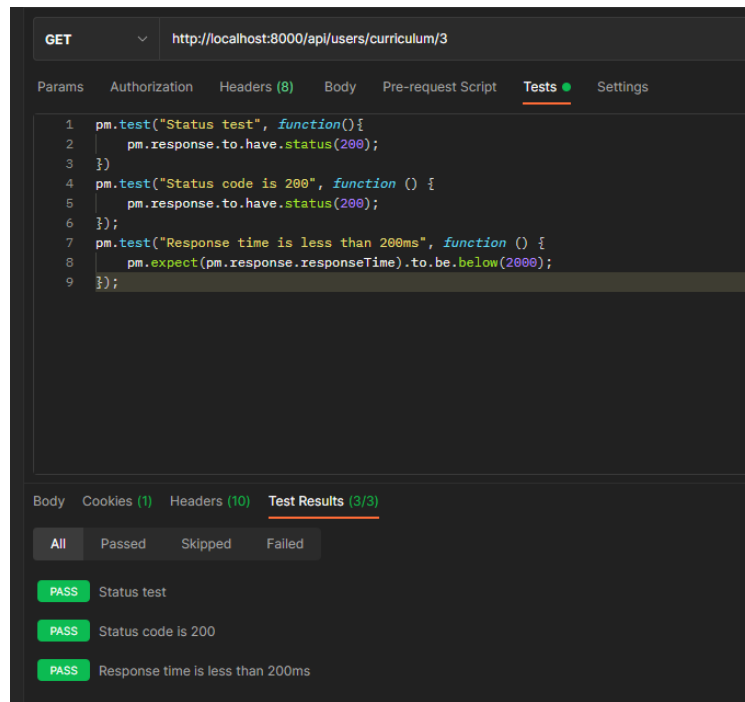 GET http://localhost:8000/api/users/curriculum/3
Params Authorization Headers (8) Body Pre-request Script Tests Settings
1 pm.test("Status test", function(){
2 pm.response.to.have.status(200);
3 })
4 pm.test("Status code is 200", function () {
5 pm.response.to.have.status(200);
6 });
7 pm.test("Response time is less than 200ms", function () {
8 pm.expect(pm.response.responseTime).to.be.below(2000);
9 });
Body Cookies (1) Headers (10) Test Results (3/3)
All Passed Skipped Failed
PASS Status test
PASS Status code is 200
PASS Response time is less than 200ms